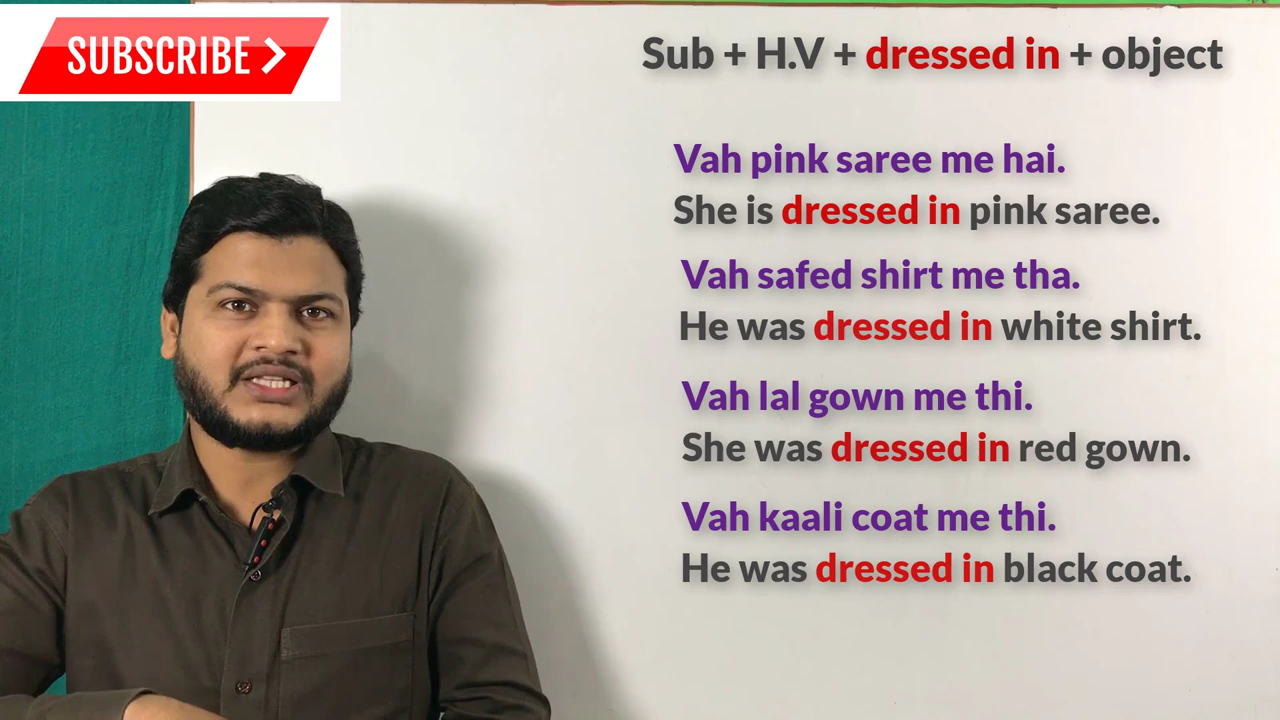 SUBSCRIBE
Sub + H.V + dressed in + object
Vah pink saree me hai.
She is dressed in pink saree.
Vah safed shirt me tha.
He was dressed in white shirt.
Vah lal gown me thi.
She was dressed in red gown.
Vah kaali coat me thi.
He was dressed in black coat.